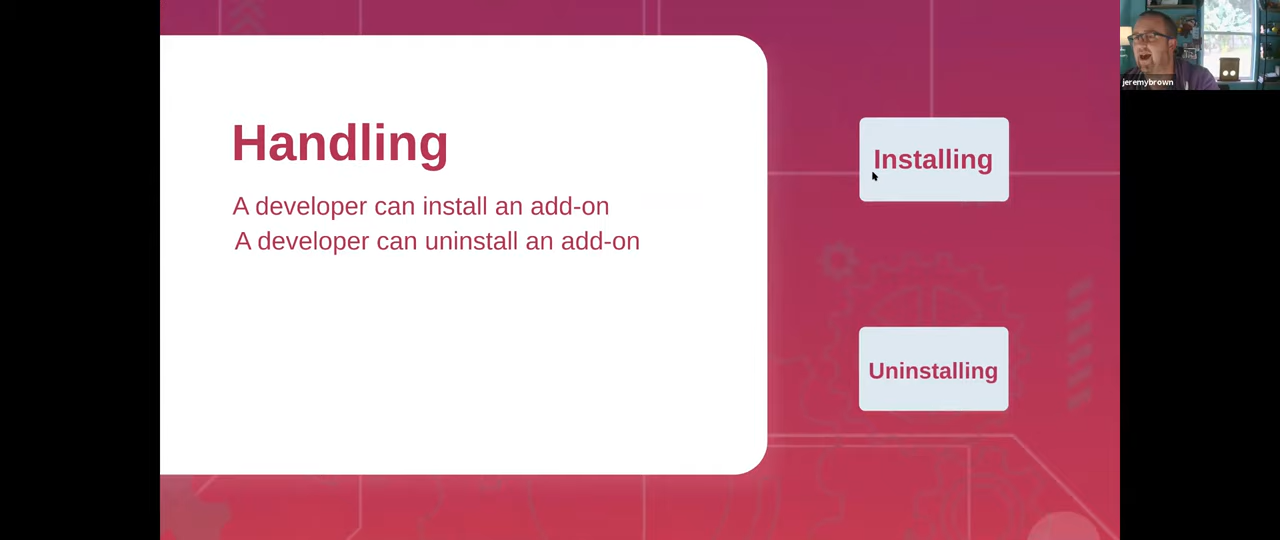 Handling
A developer can install an add-on
A developer can uninstall an add-on
Installing
Uninstalling
jeremybrown